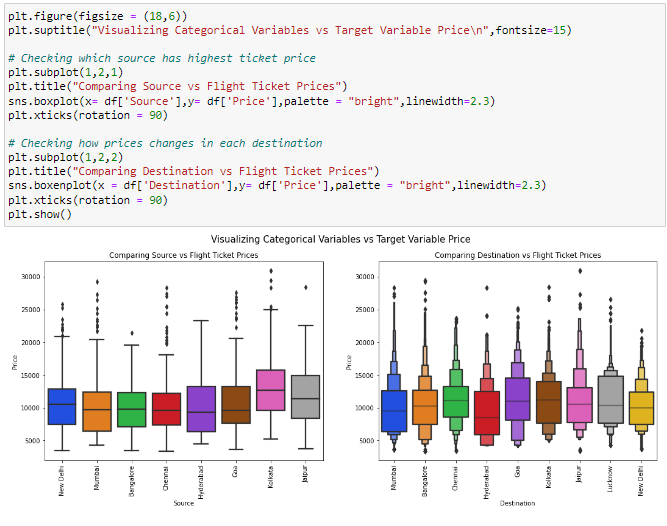 plt.figure(figsize = (18,6))
plt.suptitle("Visualizing Categorical Variables vs Target Variable Price\n",fontsize=15)
# Checking which source has highest ticket price
plt.subplot(1,2,1)
plt.title("Comparing Source vs Flight Ticket Prices")
sns.boxplot(x= df['Source'],y= df['Price'],palette = "bright",linewidth=2.3)
plt.xticks(rotation = 90)
# Checking how prices changes in each destination
plt.subplot(1,2,2)
plt.title("Comparing Destination vs Flight Ticket Prices")
sns.boxenplot(x = df['Destination'],y= df['Price'],palette = "bright",linewidth=2.3)
plt.xticks(rotation = 90)
plt.show()
Visualizing Categorical Variables vs Target Variable Price
Comparing Source vs Flight Ticket Prices
30000
25000
20000
15000
10000
5000
Price
New Delhi
Mumbai
Bangalore
Chennai
Hyderabad
Goa
Kolkata
Jaipur
Source
Comparing Destination vs Flight Ticket Prices
30000
25000
20000
15000
10000
5000
Price
Mumbai
Bangalore
Chennai
Hyderabad
Goa
Kolkata
Jaipur
Lucknow
New Delhi
Destination